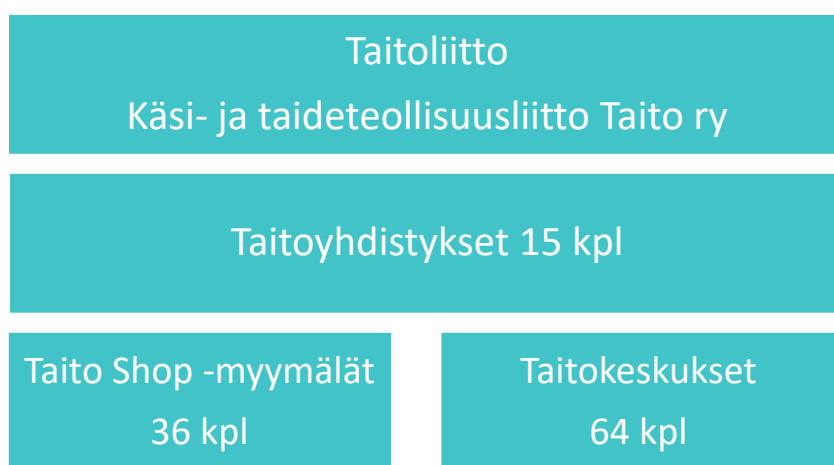 Taitoliitto
Käsi- ja taideteollisuusliitto Taito ry
Taitoyhdistykset 15 kpl
Taito Shop -myymälät
36 kpl
Taitokeskukset
64 kpl